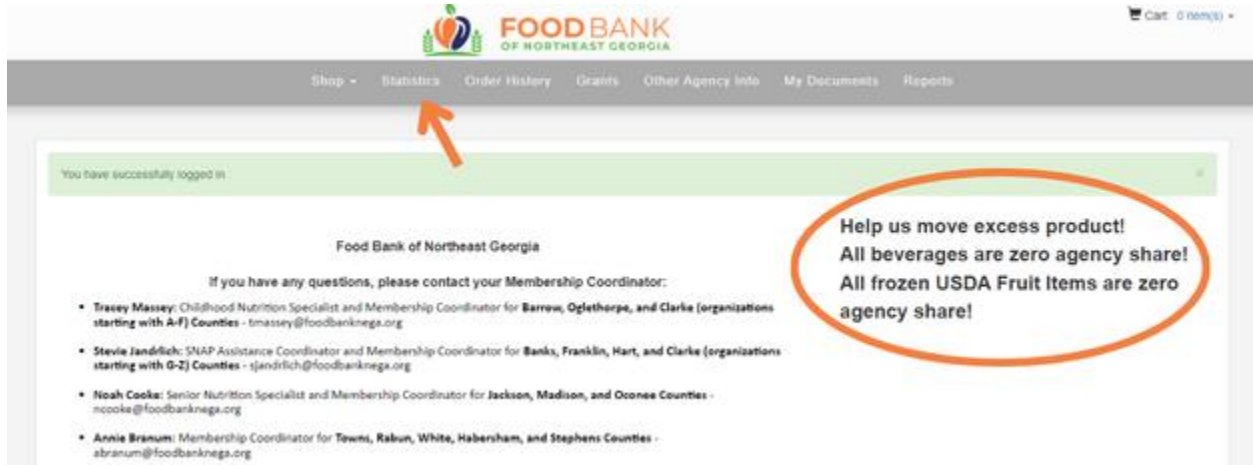 FOOD BANK
OF NORTHEAST GEORGIA
Cart: 0 item(s)
Shop Statistics Order History Grants Other Agency Info My Documents Reports
You have successfully logged in
×
Food Bank of Northeast Georgia
If you have any questions, please contact your Membership Coordinator:
• Tracey Massey: Childhood Nutrition Specialist and Membership Coordinator for Barrow, Oglethorpe, and Clarke (organizations
starting with A-F) Counties - tmassey@foodbanknega.org
• Stevie Jandrlich: SNAP Assistance Coordinator and Membership Coordinator for Banks, Franklin, Hart, and Clarke (organizations
starting with G-Z) Counties - sjandrlich@foodbanknega.org
• Noah Cooke: Senior Nutrition Specialist and Membership Coordinator for Jackson, Madison, and Oconee Counties -
ncooke@foodbanknega.org
• Annie Branum: Membership Coordinator for Towns, Rabun, White, Habersham, and Stephens Counties -
abranum@foodbanknega.org
Help us move excess product!
All beverages are zero agency share!
All frozen USDA Fruit Items are zero
agency share!